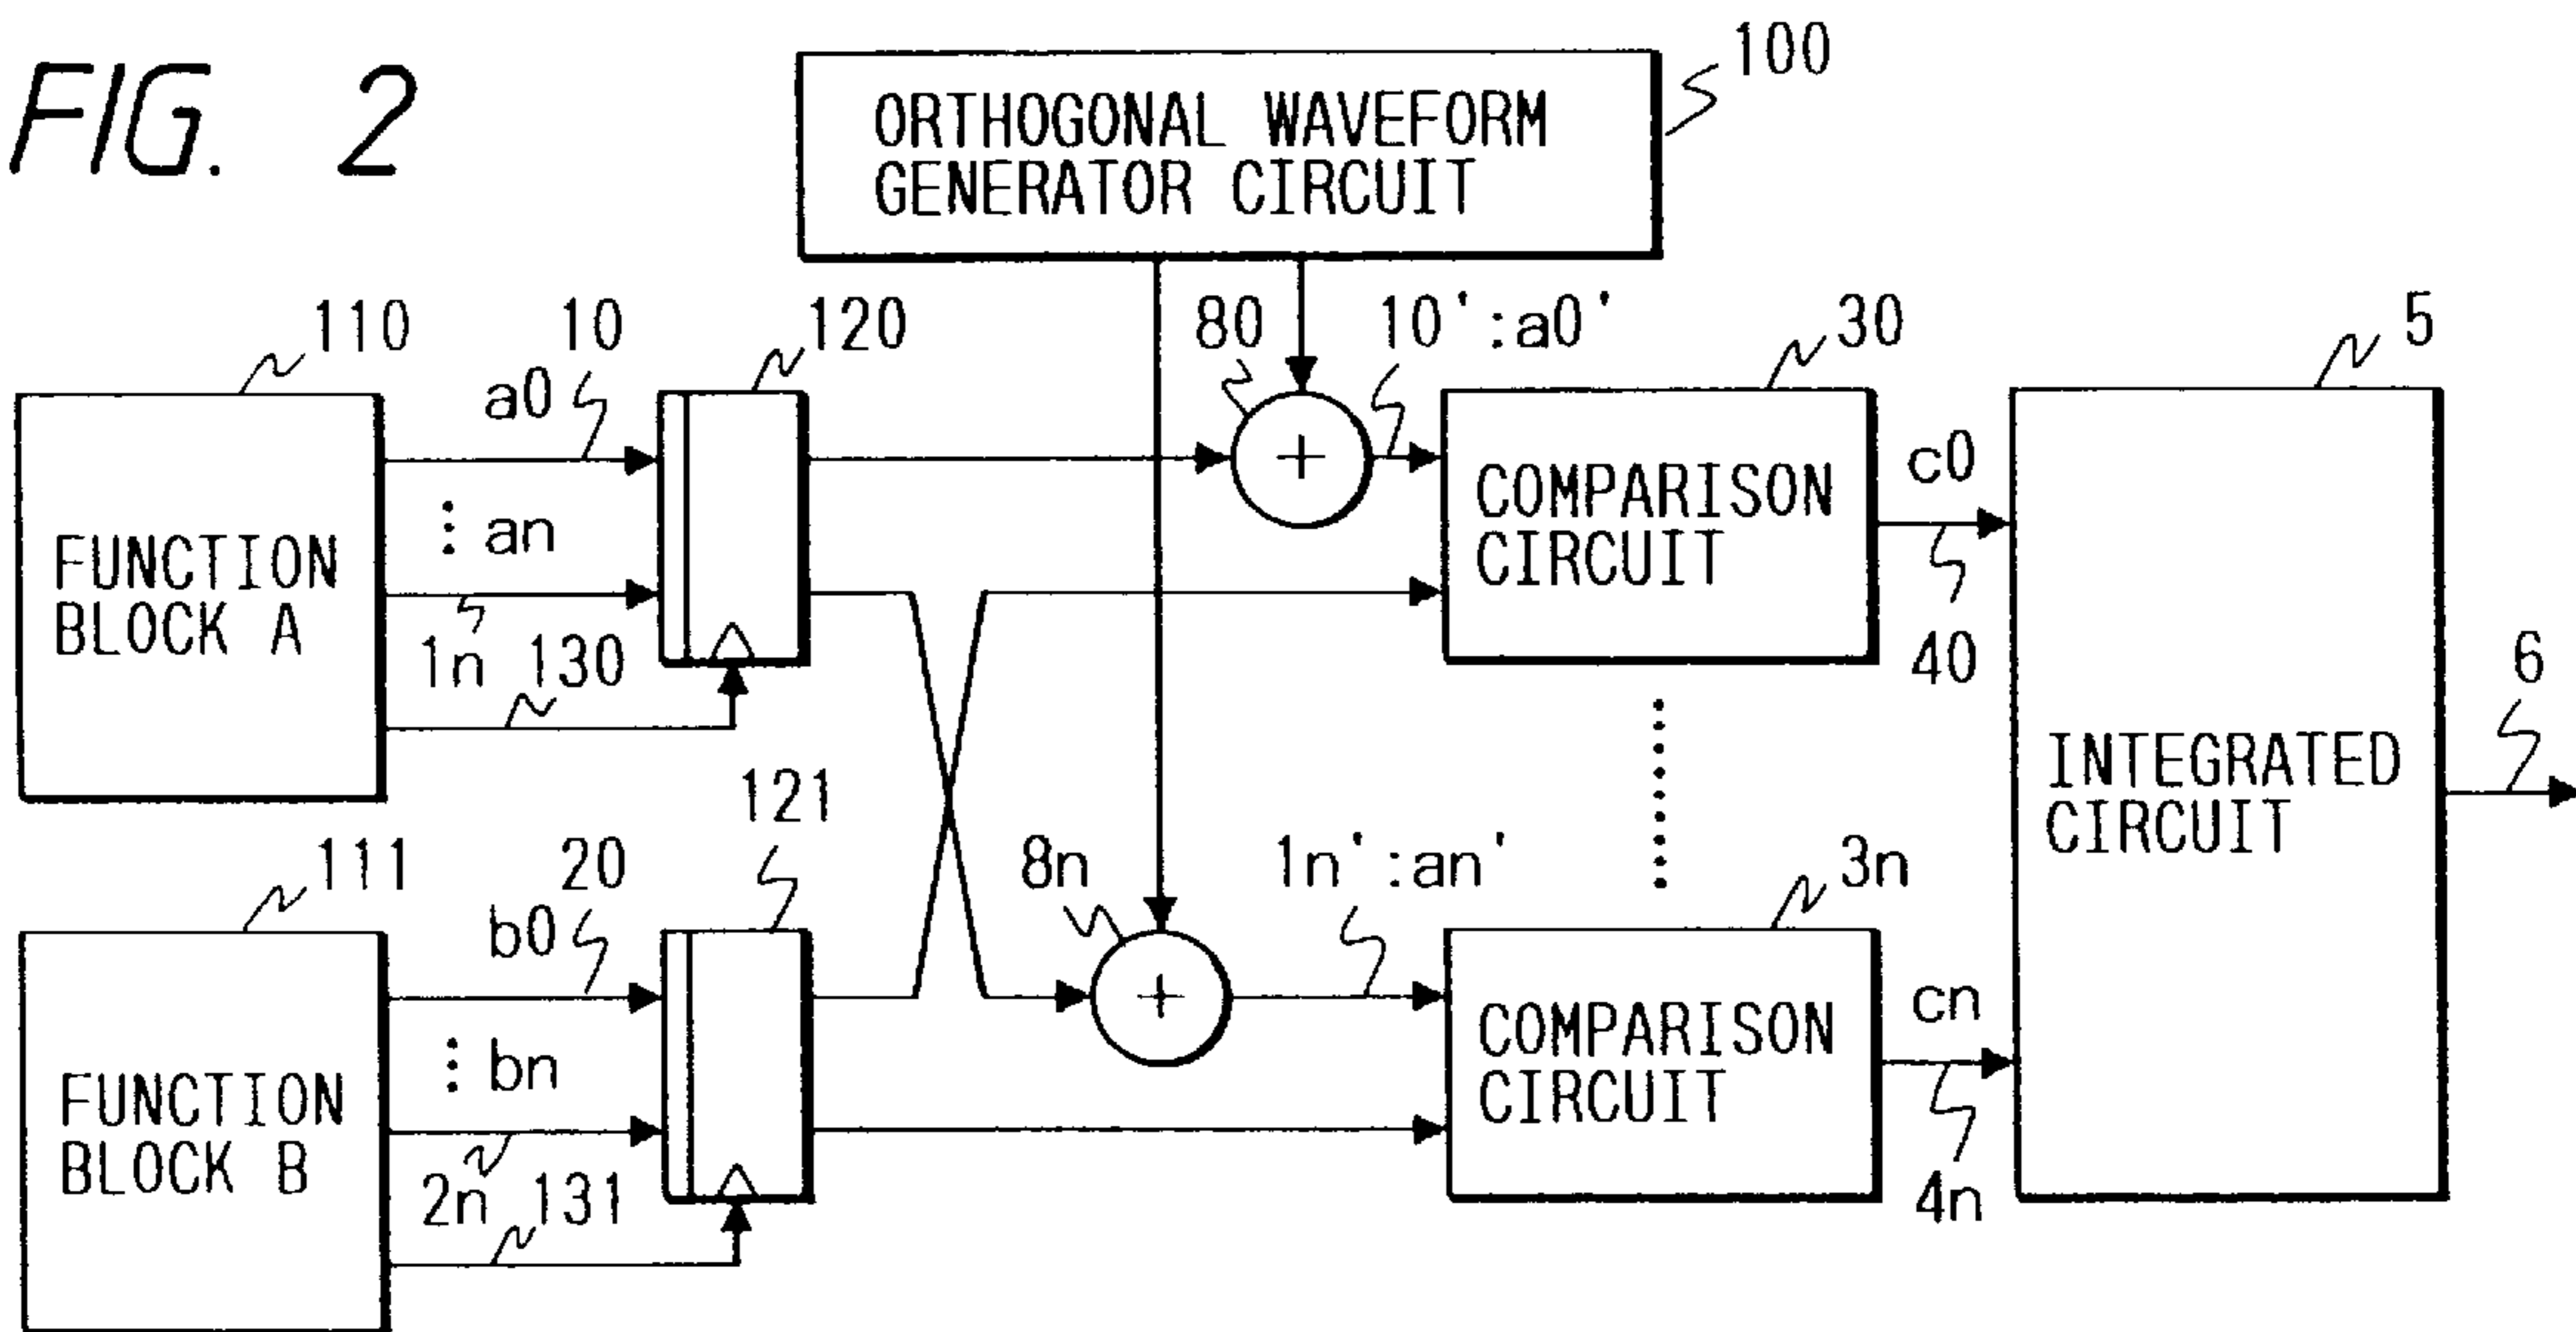 FIG. 2
ORTHOGONAL WAVEFORM
GENERATOR CIRCUIT
100
110
10
120
80
10':a0'
30
5
a0
an
1n
130
FUNCTION
BLOCK A
COMPARISON
CIRCUIT
c0
40
6
INTEGRATED
CIRCUIT
111
20
121
8n
1n':an'
3n
b0
bn
2n
131
FUNCTION
BLOCK B
COMPARISON
CIRCUIT
cn
4n